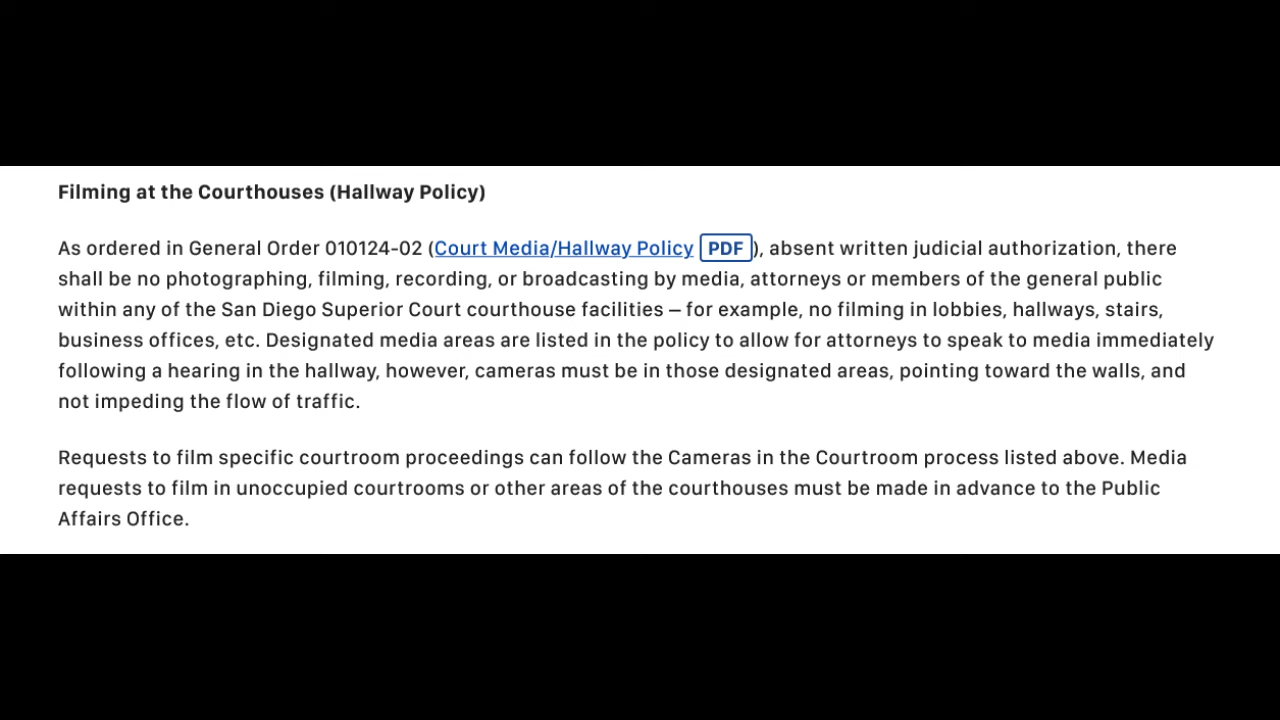 Filming at the Courthouses (Hallway Policy)
As ordered in General Order 010124-02 (Court Media/Hallway Policy PDF), absent written judicial authorization, there
shall be no photographing, filming, recording, or broadcasting by media, attorneys or members of the general public
within any of the San Diego Superior Court courthouse facilities – for example, no filming in lobbies, hallways, stairs,
business offices, etc. Designated media areas are listed in the policy to allow for attorneys to speak to media immediately
following a hearing in the hallway, however, cameras must be in those designated areas, pointing toward the walls, and
not impeding the flow of traffic.
Requests to film specific courtroom proceedings can follow the Cameras in the Courtroom process listed above. Media
requests to film in unoccupied courtrooms or other areas of the courthouses must be made in advance to the Public
Affairs Office.